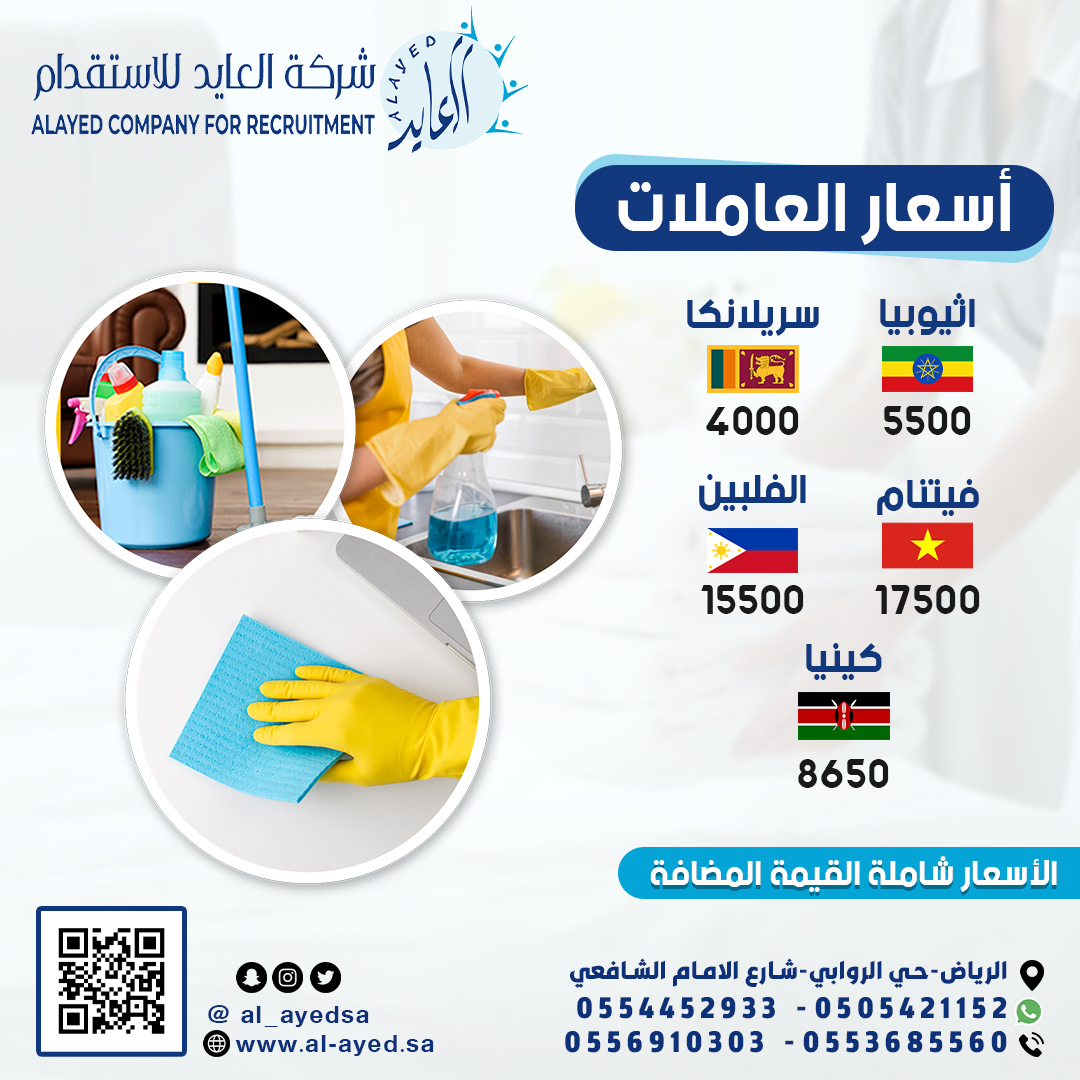 شركة العايد للاستقدام
ALAYED COMPANY FOR RECRUITMENT
ALAYED
العايد
أسعار العاملات
اثيوبيا
5500
سريلانكا
4000
فيتنام
17500
الفلبين
15500
كينيا
8650
الأسعار شاملة القيمة المضافة
الرياض-حي الروابي-شارع الامام الشافعي
0554452933 - 0505421152
0556910303 - 0553685560
@ al_ayedsa
www.al-ayed.sa